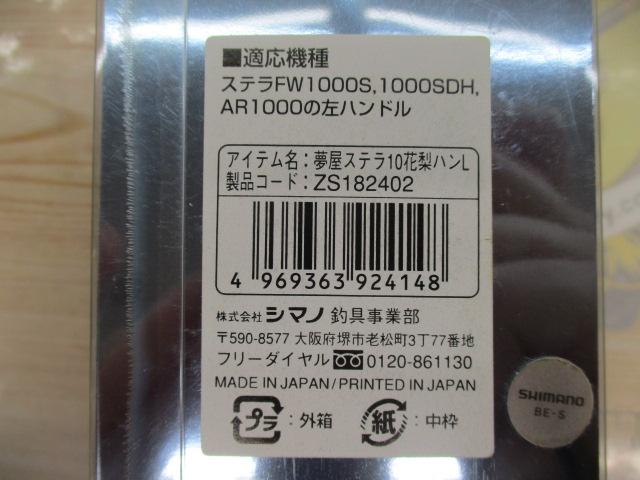 ■適応機種
ステラFW1000S,1000SDH,
AR1000の左ハンドル
アイテム名：夢屋ステラ10花梨ハンL
製品コード：ZS182402
4 969363 924148
株式会社 シマノ 釣具事業部
〒590-8577 大阪府堺市老松町3丁77番地
フリーダイヤル 0120-861130
MADE IN JAPAN/PRINTED IN JAPAN
プラ：外箱 紙：中枠
SHIMANO
BE-S